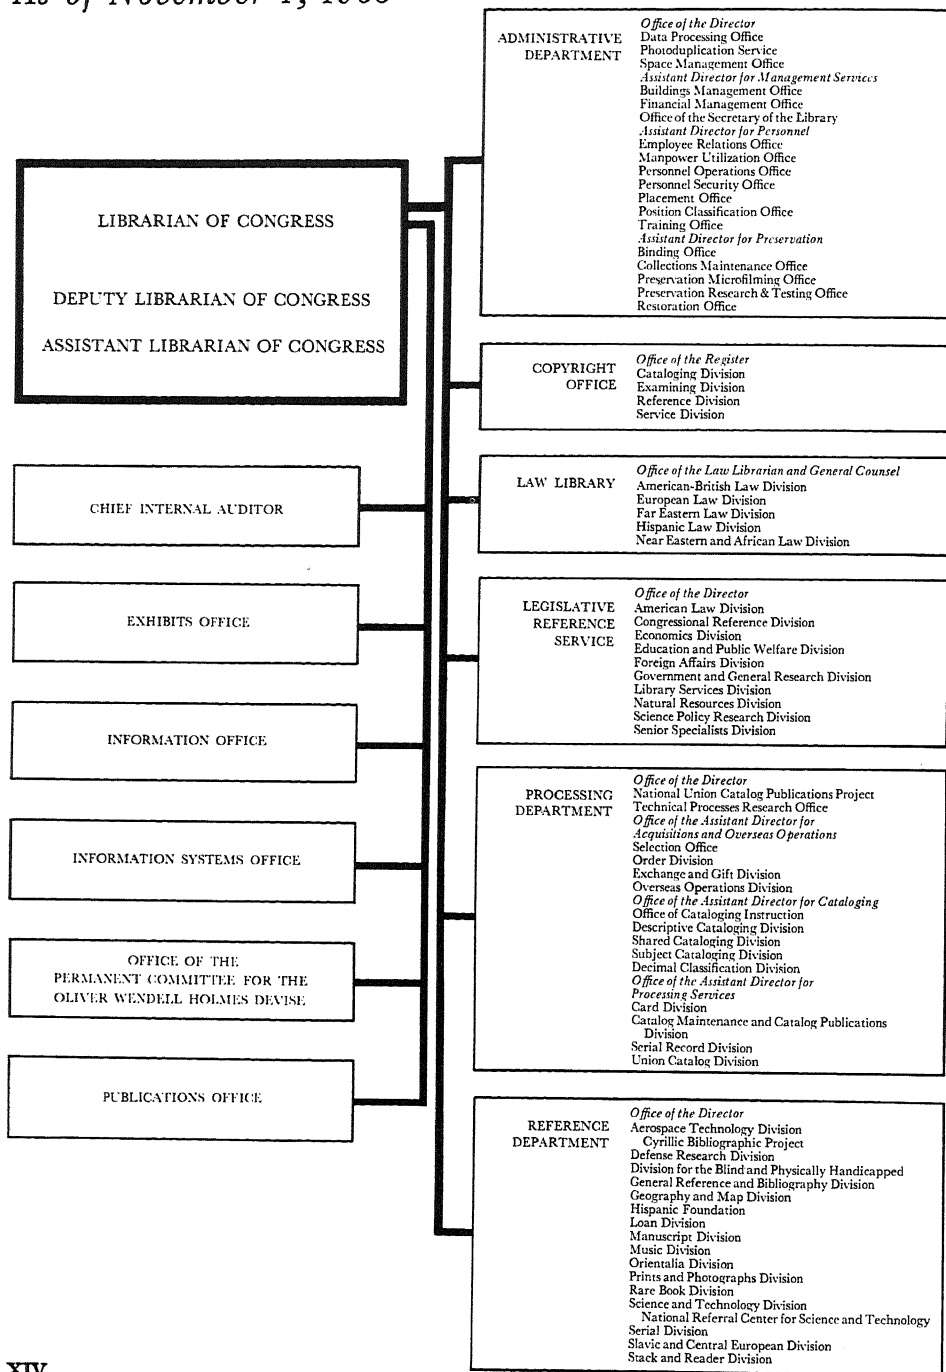 As of November 1,
LIBRARIAN OF CONGRESS
DEPUTY LIBRARIAN OF CONGRESS
ASSISTANT LIBRARIAN OF CONGRESS
CHIEF INTERNAL AUDITOR
EXHIBITS OFFICE
INFORMATION OFFICE
INFORMATION SYSTEMS OFFICE
OFFICE OF THE
PERMANENT COMMITTEE FOR THE
OLIVER WENDELL HOLMES DEVISE
PUBLICATIONS OFFICE
ADMINISTRATIVE
DEPARTMENT
Office of the Director
Data Processing Office
Photoduplication Service
Space Management Office
Assistant Director for Management Services
Buildings Management Office
Financial Management Office
Office of the Secretary of the Library
Assistant Director for Personnel
Employee Relations Office
Manpower Utilization Office
Personnel Operations Office
Personnel Security Office
Placement Office
Position Classification Office
Training Office
Assistant Director for Preservation
Binding Office
Collections Maintenance Office
Preservation Microfilming Office
Preservation Research & Testing Office
Restoration Office
COPYRIGHT
OFFICE
Office of the Register
Cataloging Division
Examining Division
Reference Division
Service Division
LAW LIBRARY
Office of the Law Librarian and General Counsel
American-British Law Division
European Law Division
Far Eastern Law Division
Hispanic Law Division
Near Eastern and African Law Division
LEGISLATIVE
REFERENCE
SERVICE
Office of the Director
American Law Division
Congressional Reference Division
Economics Division
Education and Public Welfare Division
Foreign Affairs Division
Government and General Research Division
Library Services Division
Natural Resources Division
Science Policy Research Division
Senior Specialists Division
PROCESSING
DEPARTMENT
Office of the Director
National Union Catalog Publications Project
Technical Processes Research Office
Office of the Assistant Director for
Acquisitions and Overseas Operations
Selection Office
Order Division
Exchange and Gift Division
Overseas Operations Division
Office of the Assistant Director for Cataloging
Office of Cataloging Instruction
Descriptive Cataloging Division
Shared Cataloging Division
Subject Cataloging Division
Decimal Classification Division
Office of the Assistant Director for
Processing Services
Card Division
Catalog Maintenance and Catalog Publications
Division
Serial Record Division
Union Catalog Division
REFERENCE
DEPARTMENT
Office of the Director
Aerospace Technology Division
Cyrillic Bibliographic Project
Defense Research Division
Division for the Blind and Physically Handicapped
General Reference and Bibliography Division
Geography and Map Division
Hispanic Foundation
Loan Division
Manuscript Division
Music Division
Orientalia Division
Prints and Photographs Division
Rare Book Division
Science and Technology Division
National Referral Center for Science and Technology
Serial Division
Slavic and Central European Division
Stack and Reader Division
XIV